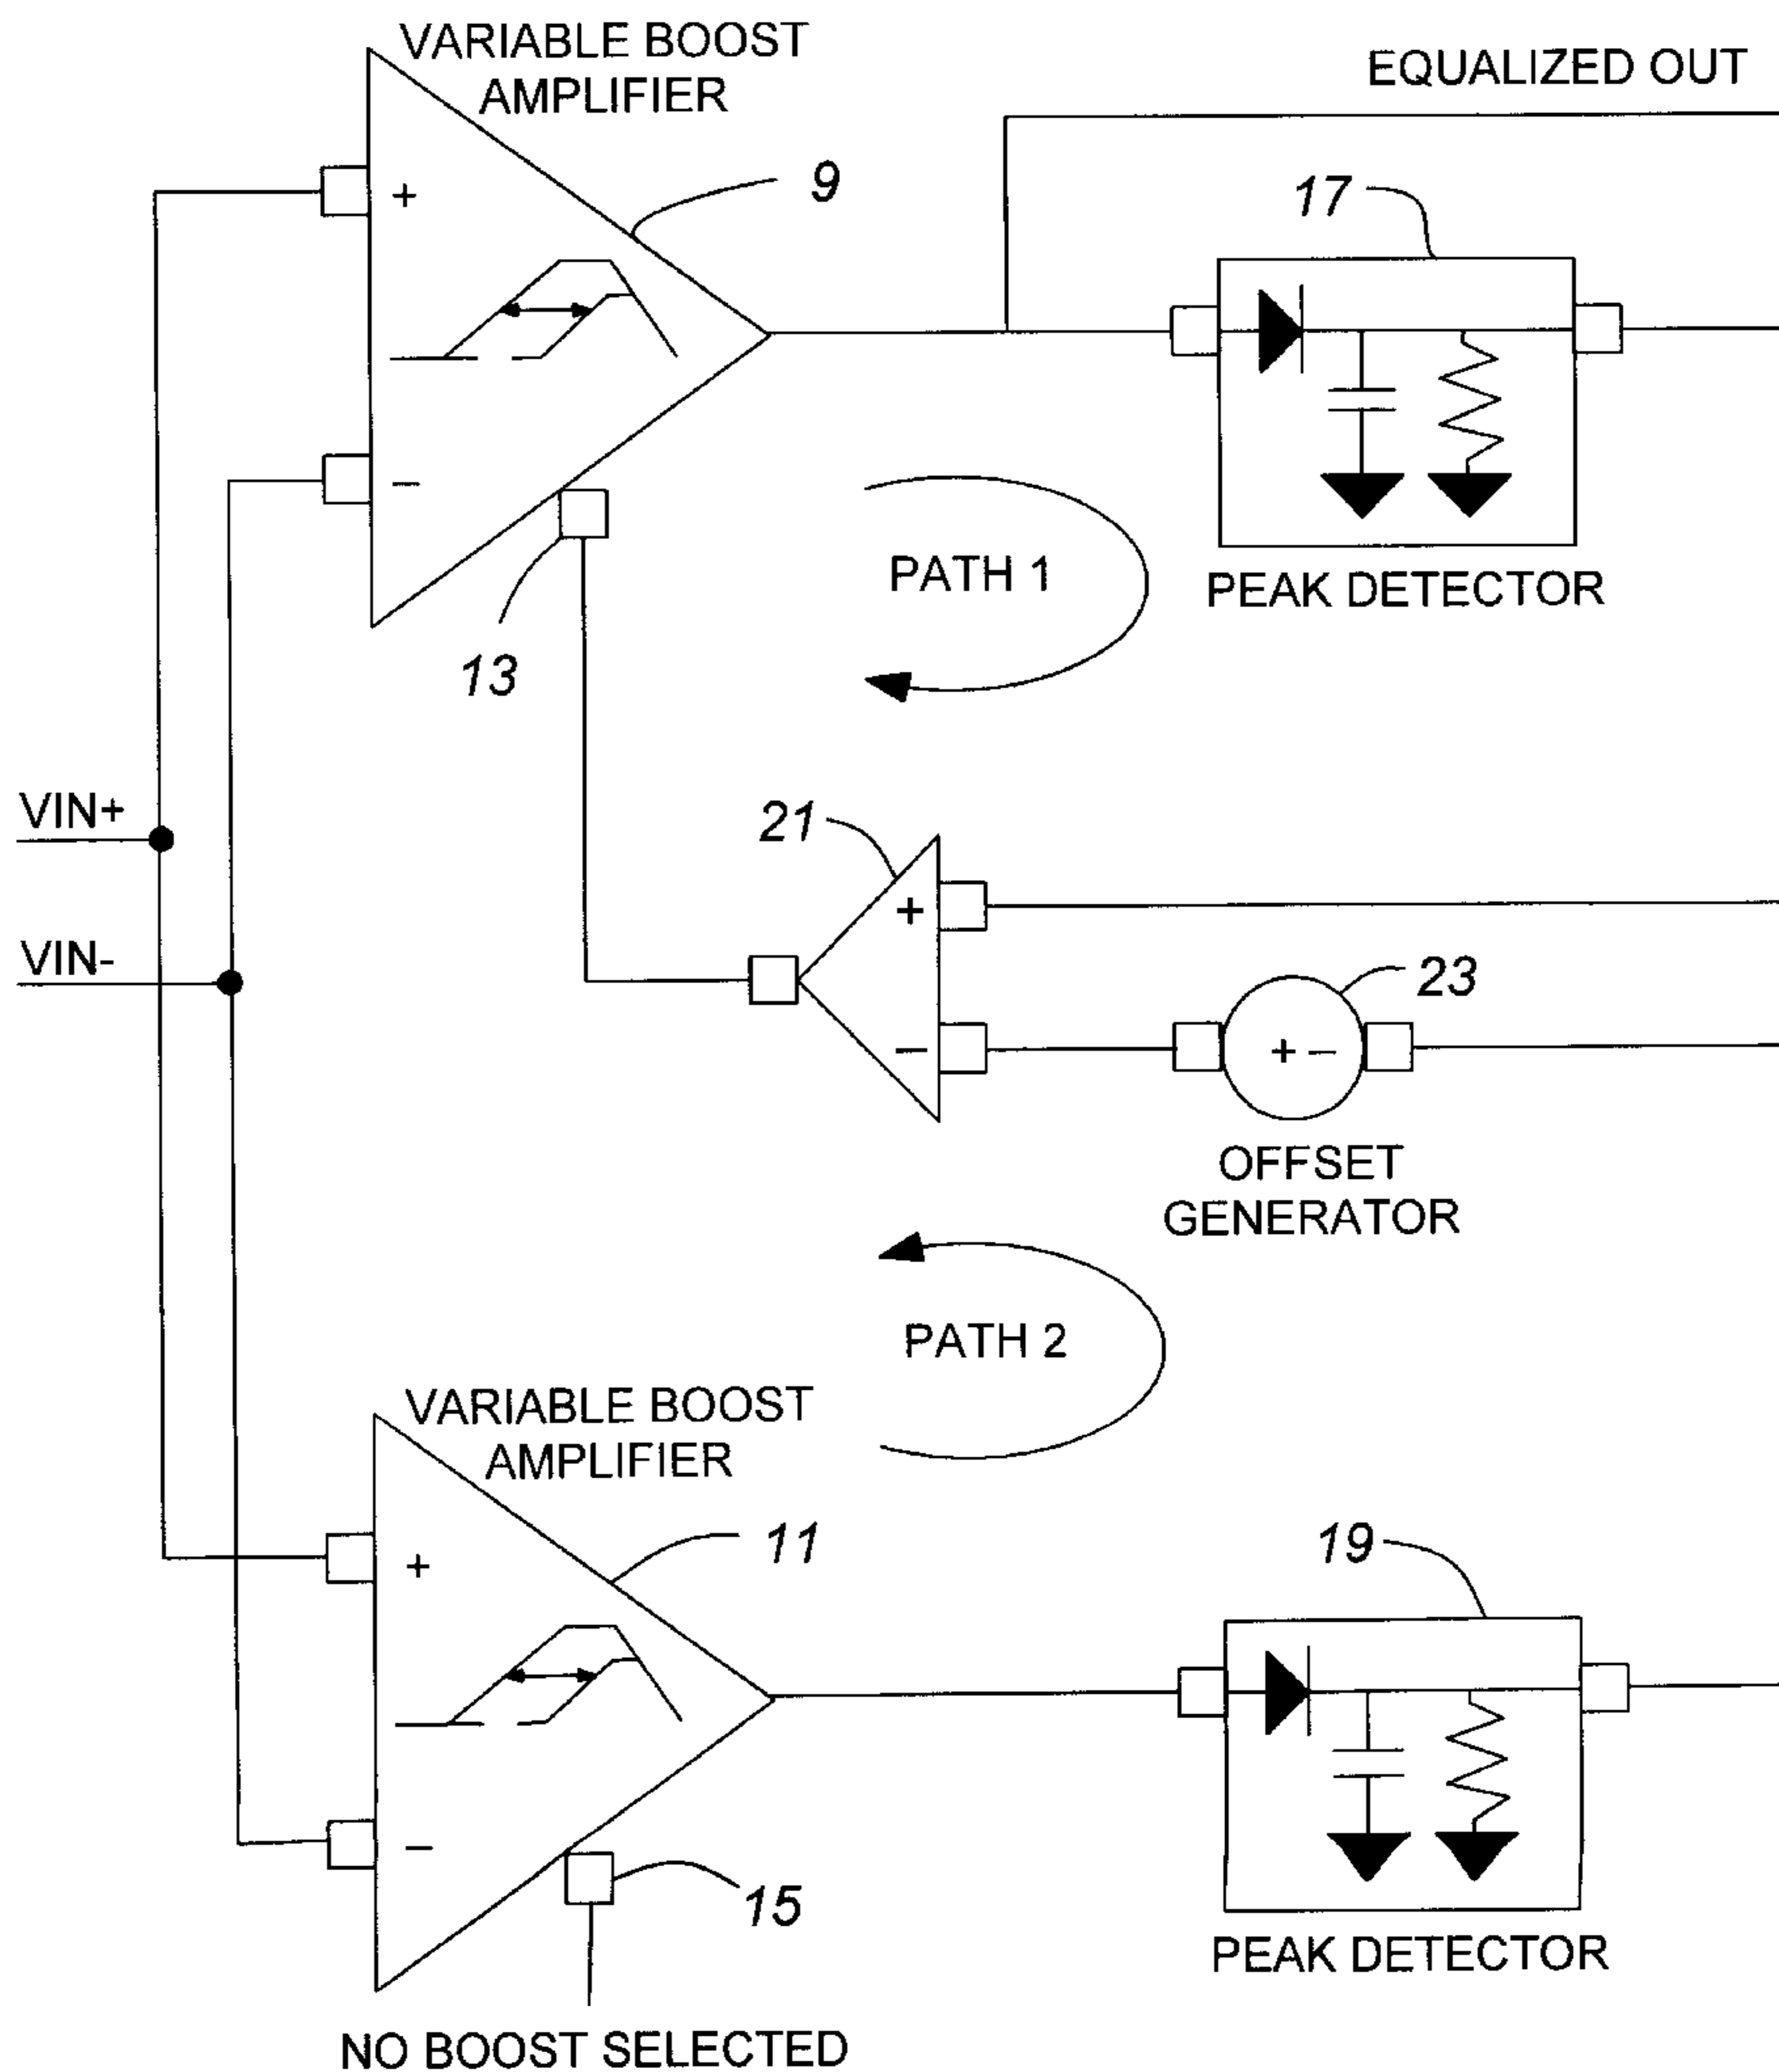 VARIABLE BOOST
AMPLIFIER
EQUALIZED OUT
9
17
+
−
13
PATH 1
PEAK DETECTOR
VIN+
21
+
VIN-
23
−
+ −
OFFSET
GENERATOR
PATH 2
VARIABLE BOOST
AMPLIFIER
11
19
+
−
15
PEAK DETECTOR
NO BOOST SELECTED